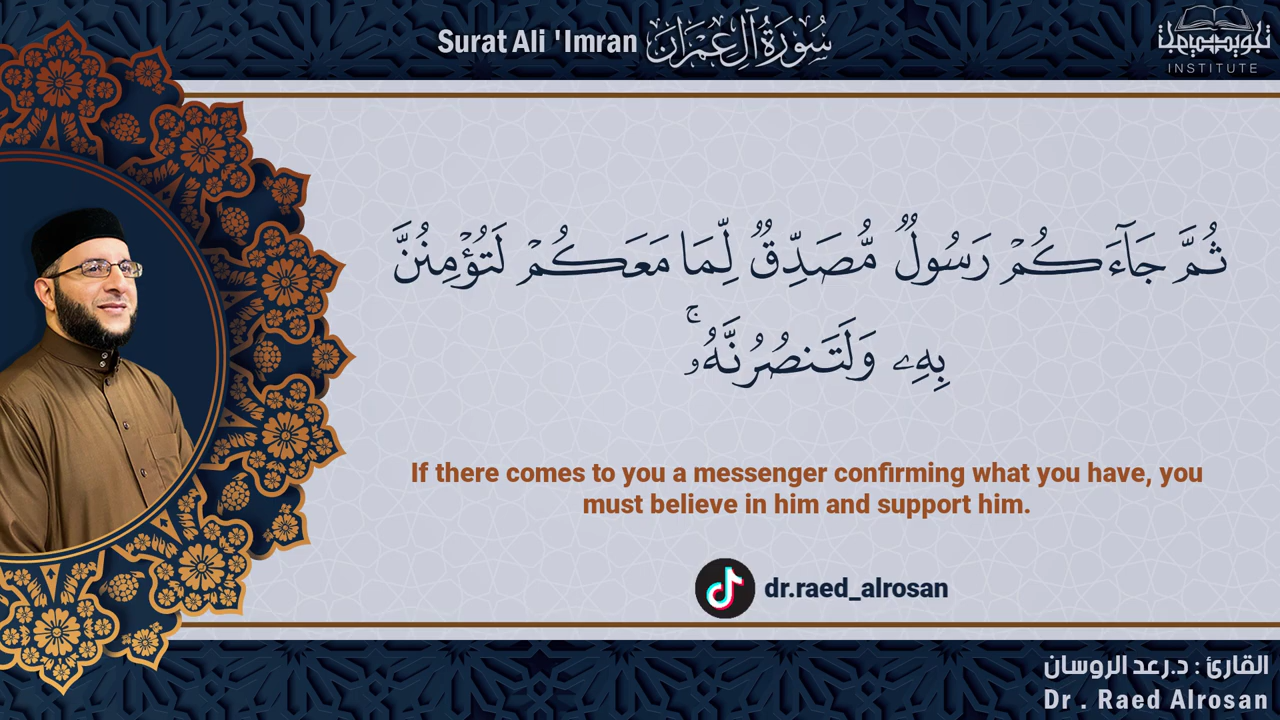 Surat Ali 'Imran سُورَةُ آلِ عِمْرَانَ
INSTITUTE
ثُمَّ جَآءَكُمْ رَسُولٌ مُّصَدِّقٌ لِّمَا مَعَكُمْ لَتُؤْمِنُنَّ
بِهِۦ وَلَتَنصُرُنَّهُۥ ۚ
If there comes to you a messenger confirming what you have, you
must believe in him and support him.
dr.raed_alrosan
القارئ : د.رعد الروسان
Dr . Raed Alrosan